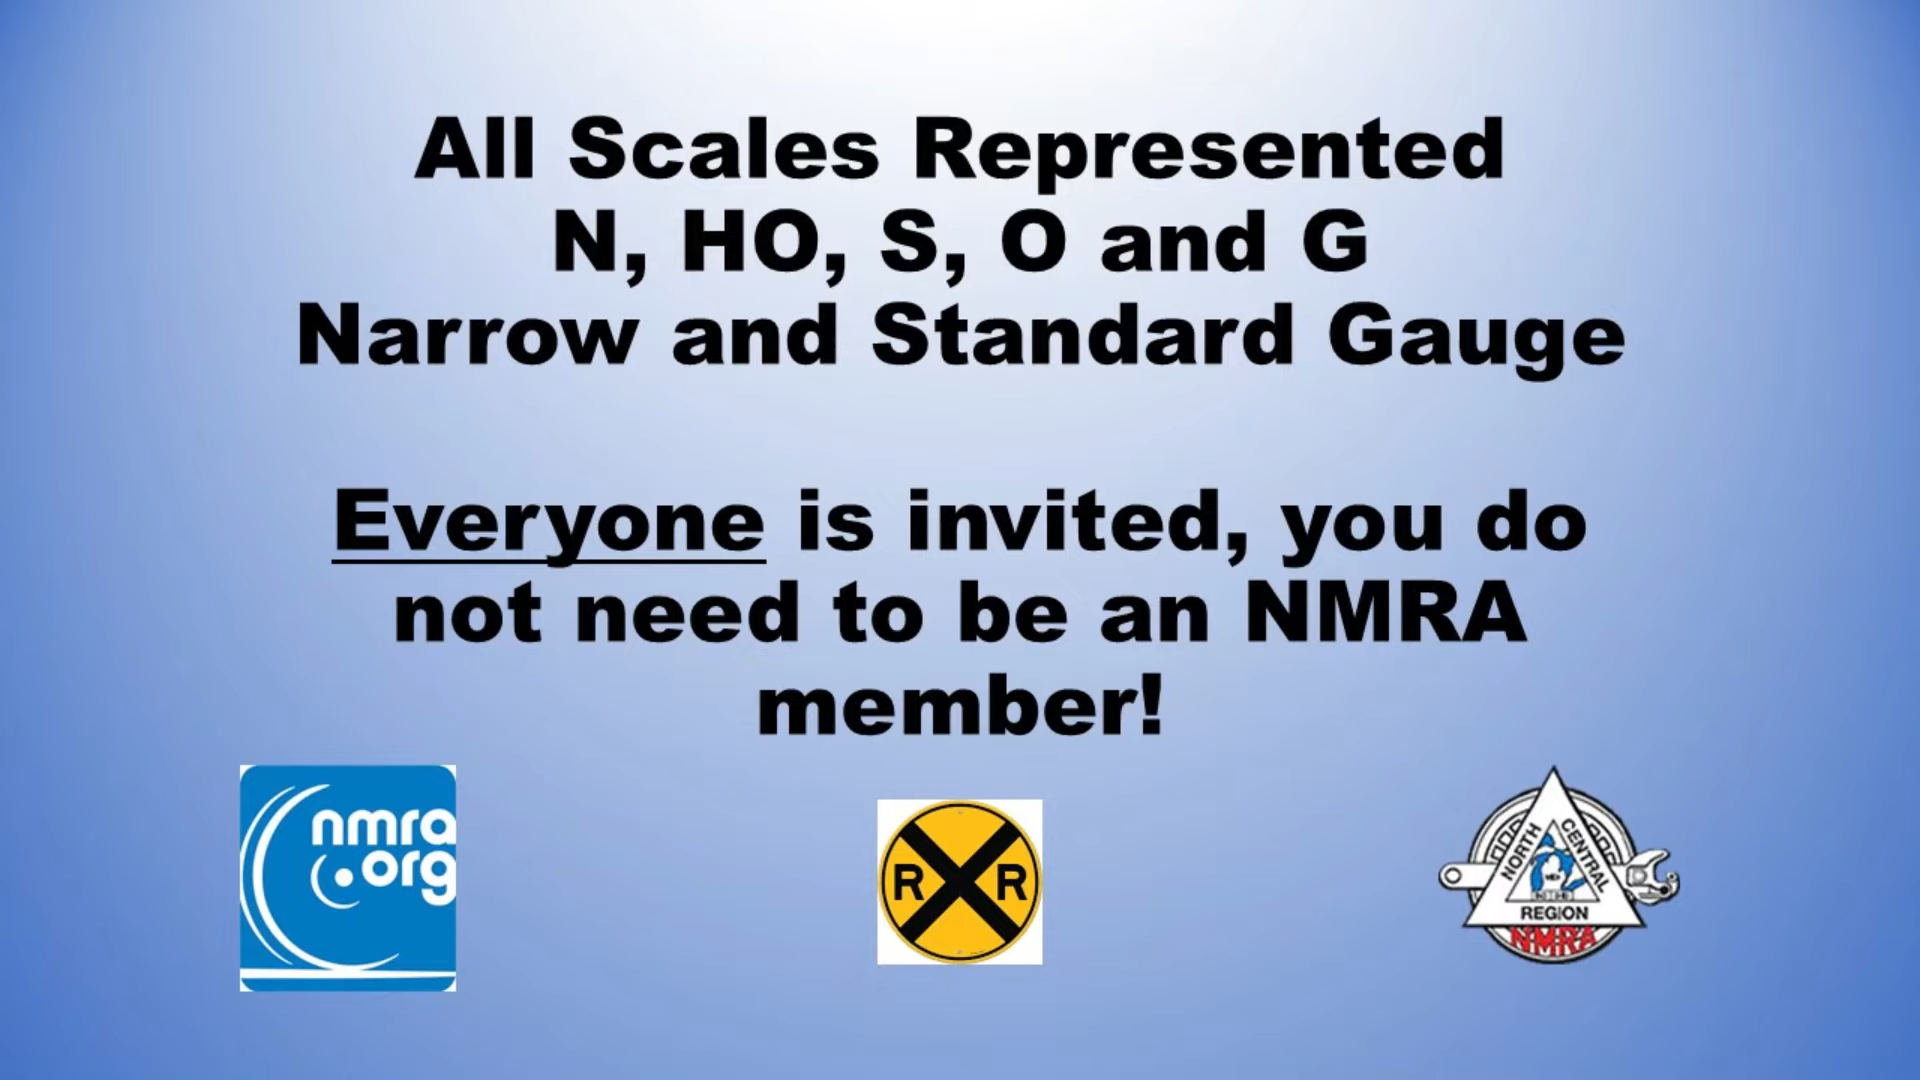 All Scales Represented
N, HO, S, O and G
Narrow and Standard Gauge
Everyone is invited, you do
not need to be an NMRA
member!
nmra
.org
R R
NORTH CENTRAL
REGION
NMRA